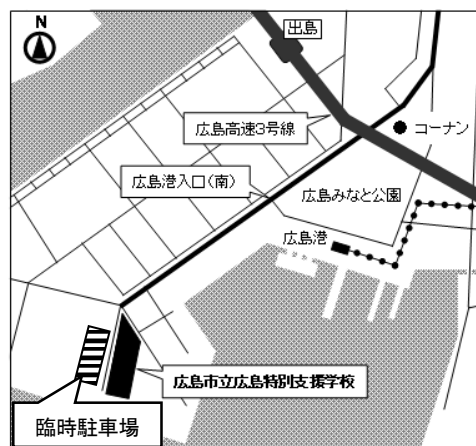 N
出島
広島高速3号線
コーナン
広島港入口(南)
広島みなと公園
広島港
広島市立広島特別支援学校
臨時駐車場